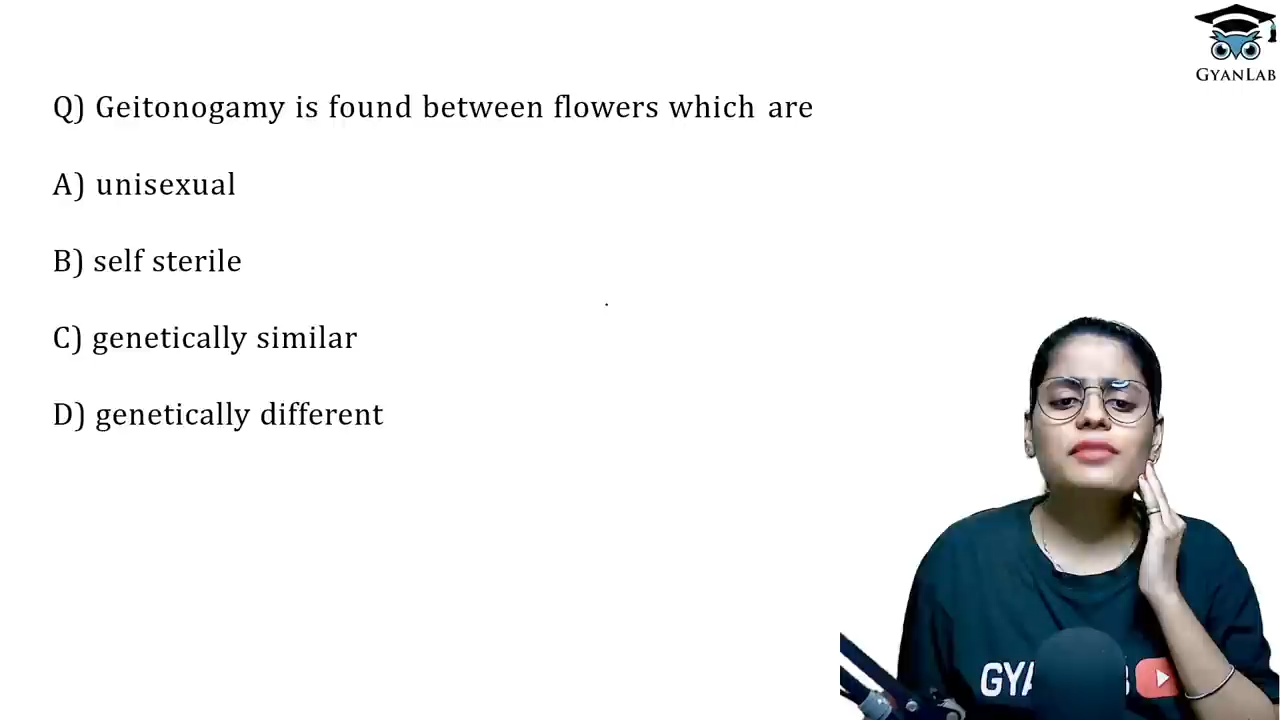 GYANLAB
Q) Geitonogamy is found between flowers which are
A) unisexual
B) self sterile
C) genetically similar
D) genetically different